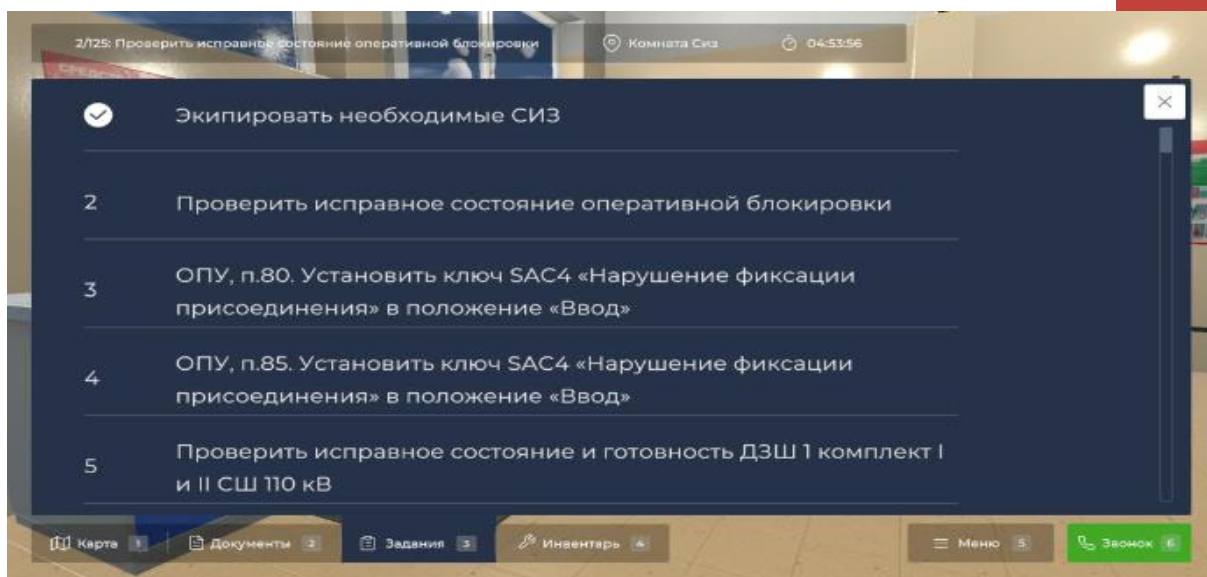 2/125: Проверить исправное состояние оперативной блокировки
Комната Сиз
04:53:56
Экипировать необходимые СИЗ
2
Проверить исправное состояние оперативной блокировки
3
ОПУ, п.80. Установить ключ SAC4 «Нарушение фиксации
присоединения» в положение «Ввод»
4
ОПУ, п.85. Установить ключ SAC4 «Нарушение фиксации
присоединения» в положение «Ввод»
5
Проверить исправное состояние и готовность ДЗШ 1 комплект I
и II СШ 110 кВ
Карта 1
Документы 2
Задания 3
Инвентарь 4
Меню 5
Звонок 6